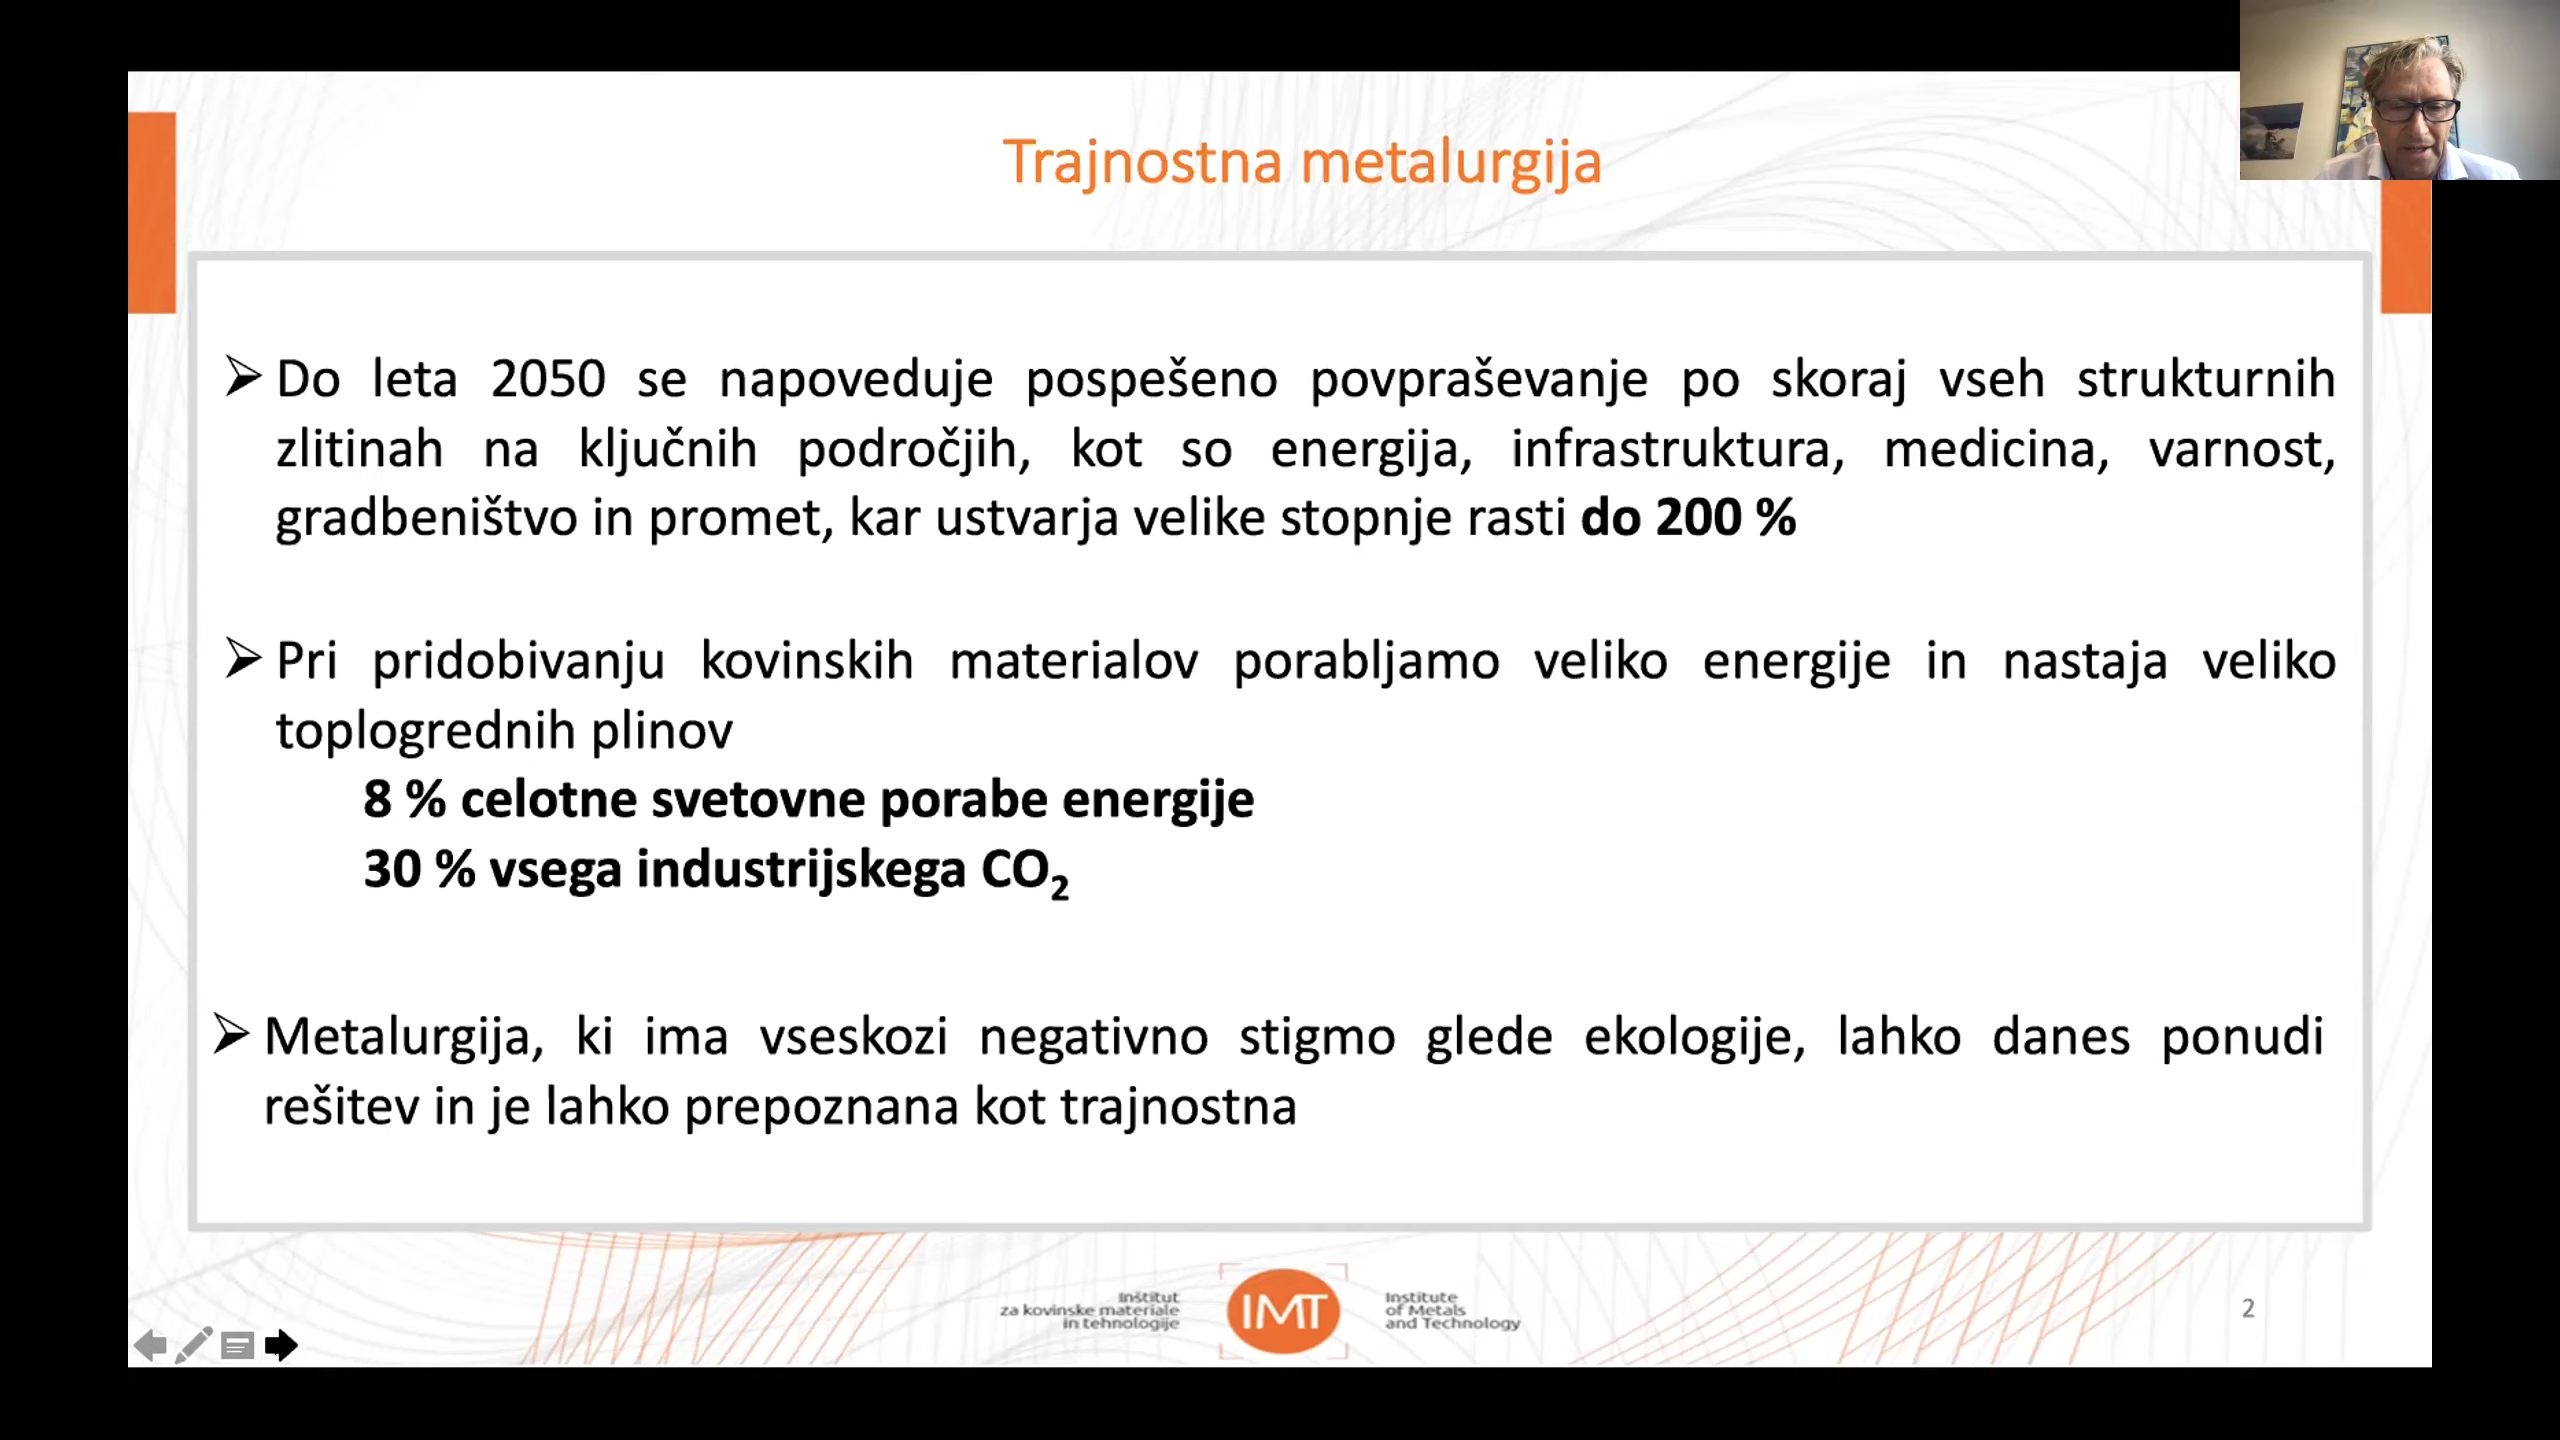 Trajnostna metalurgija
➢ Do leta 2050 se napoveduje pospešeno povpraševanje po skoraj vseh strukturnih
zlitinah na ključnih področjih, kot so energija, infrastruktura, medicina, varnost,
gradbeništvo in promet, kar ustvarja velike stopnje rasti do 200 %
➢ Pri pridobivanju kovinskih materialov porabljamo veliko energije in nastaja veliko
toplogrednih plinov
8 % celotne svetovne porabe energije
30 % vsega industrijskega CO₂
➢ Metalurgija, ki ima vseskozi negativno stigmo glede ekologije, lahko danes ponudi
rešitev in je lahko prepoznana kot trajnostna
Inštitut
za kovinske materiale
in tehnologije
IMT
Institute
of Metals
and Technology
2